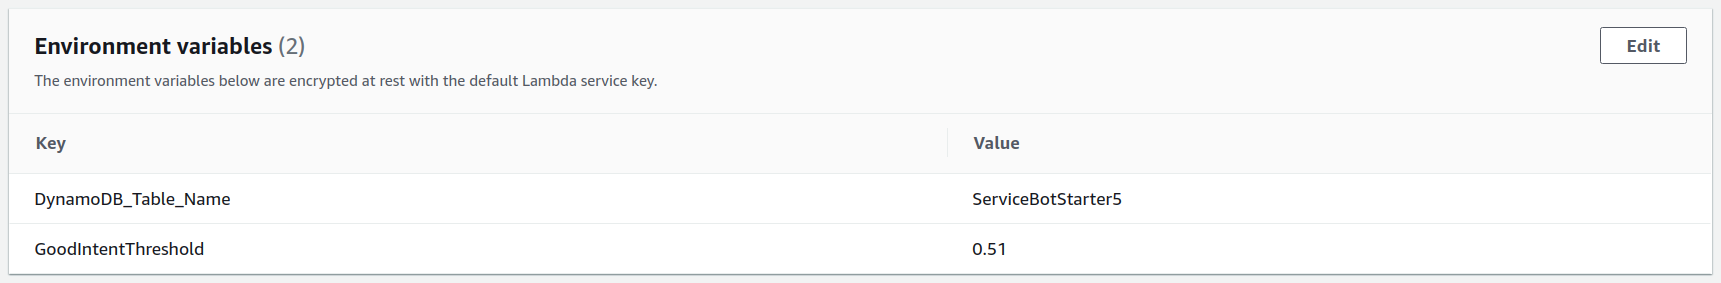 Environment variables (2)
Edit
The environment variables below are encrypted at rest with the default Lambda service key.
Key Value
DynamoDB_Table_Name ServiceBotStarter5
GoodIntentThreshold 0.51